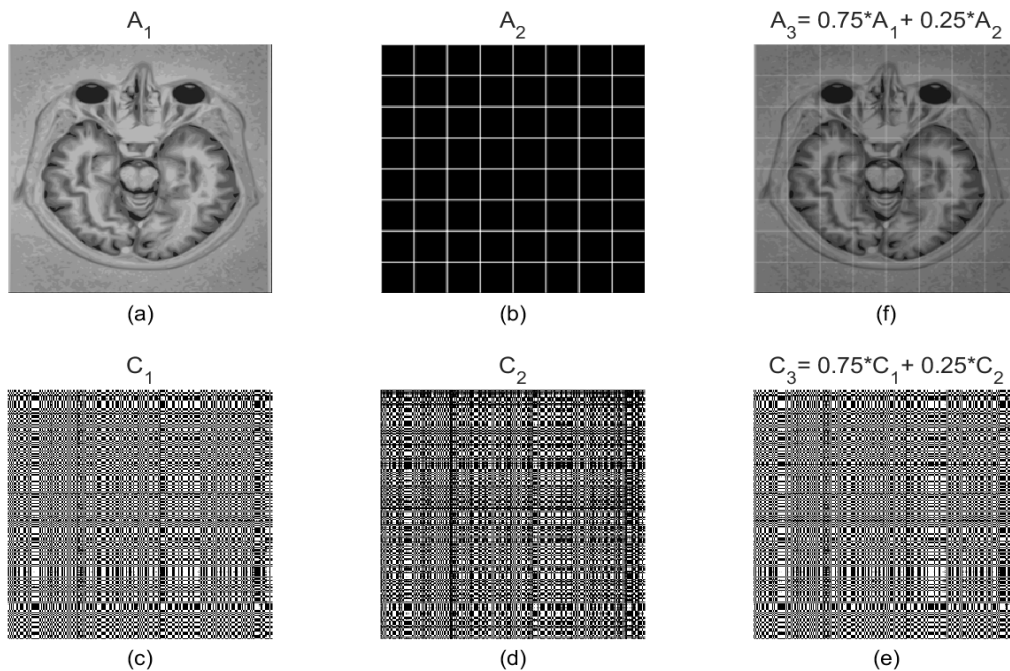 A₁ A₂ A₃= 0.75*A₁+ 0.25*A₂
(a) (b) (f)
C₁ C₂ C₃= 0.75*C₁+ 0.25*C₂
(c) (d) (e)